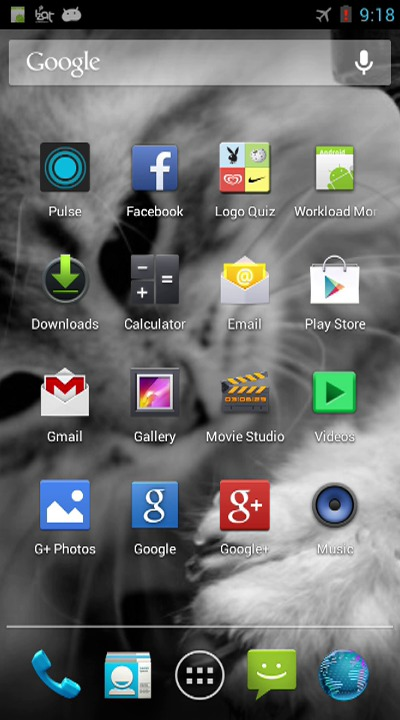 9:18
Google
Pulse
Facebook
Logo Quiz
Workload Mo
Downloads
Calculator
Email
Play Store
Gmail
Gallery
Movie Studio
Videos
G+ Photos
Google
Google+
Music